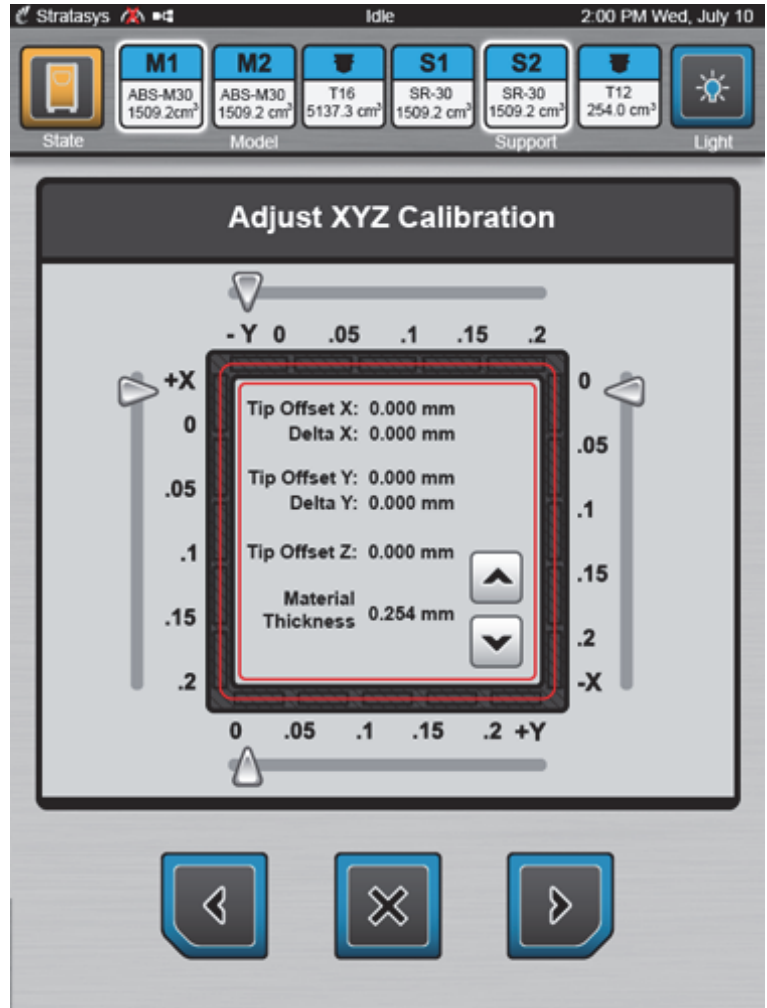 Stratasys Idle 2:00 PM Wed, July 10
M1 M2 S1 S2
ABS-M30 ABS-M30 T16 SR-30 SR-30 T12
1509.2cm³ 1509.2 cm³ 5137.3 cm³ 1509.2 cm³ 1509.2 cm³ 254.0 cm³
State Model Support Light
Adjust XYZ Calibration
- Y 0 .05 .1 .15 .2
+X
0
.05
.1
.15
.2
Tip Offset X: 0.000 mm
Delta X: 0.000 mm
Tip Offset Y: 0.000 mm
Delta Y: 0.000 mm
Tip Offset Z: 0.000 mm
Material
Thickness 0.254 mm
0
.05
.1
.15
.2
-X
0 .05 .1 .15 .2 +Y